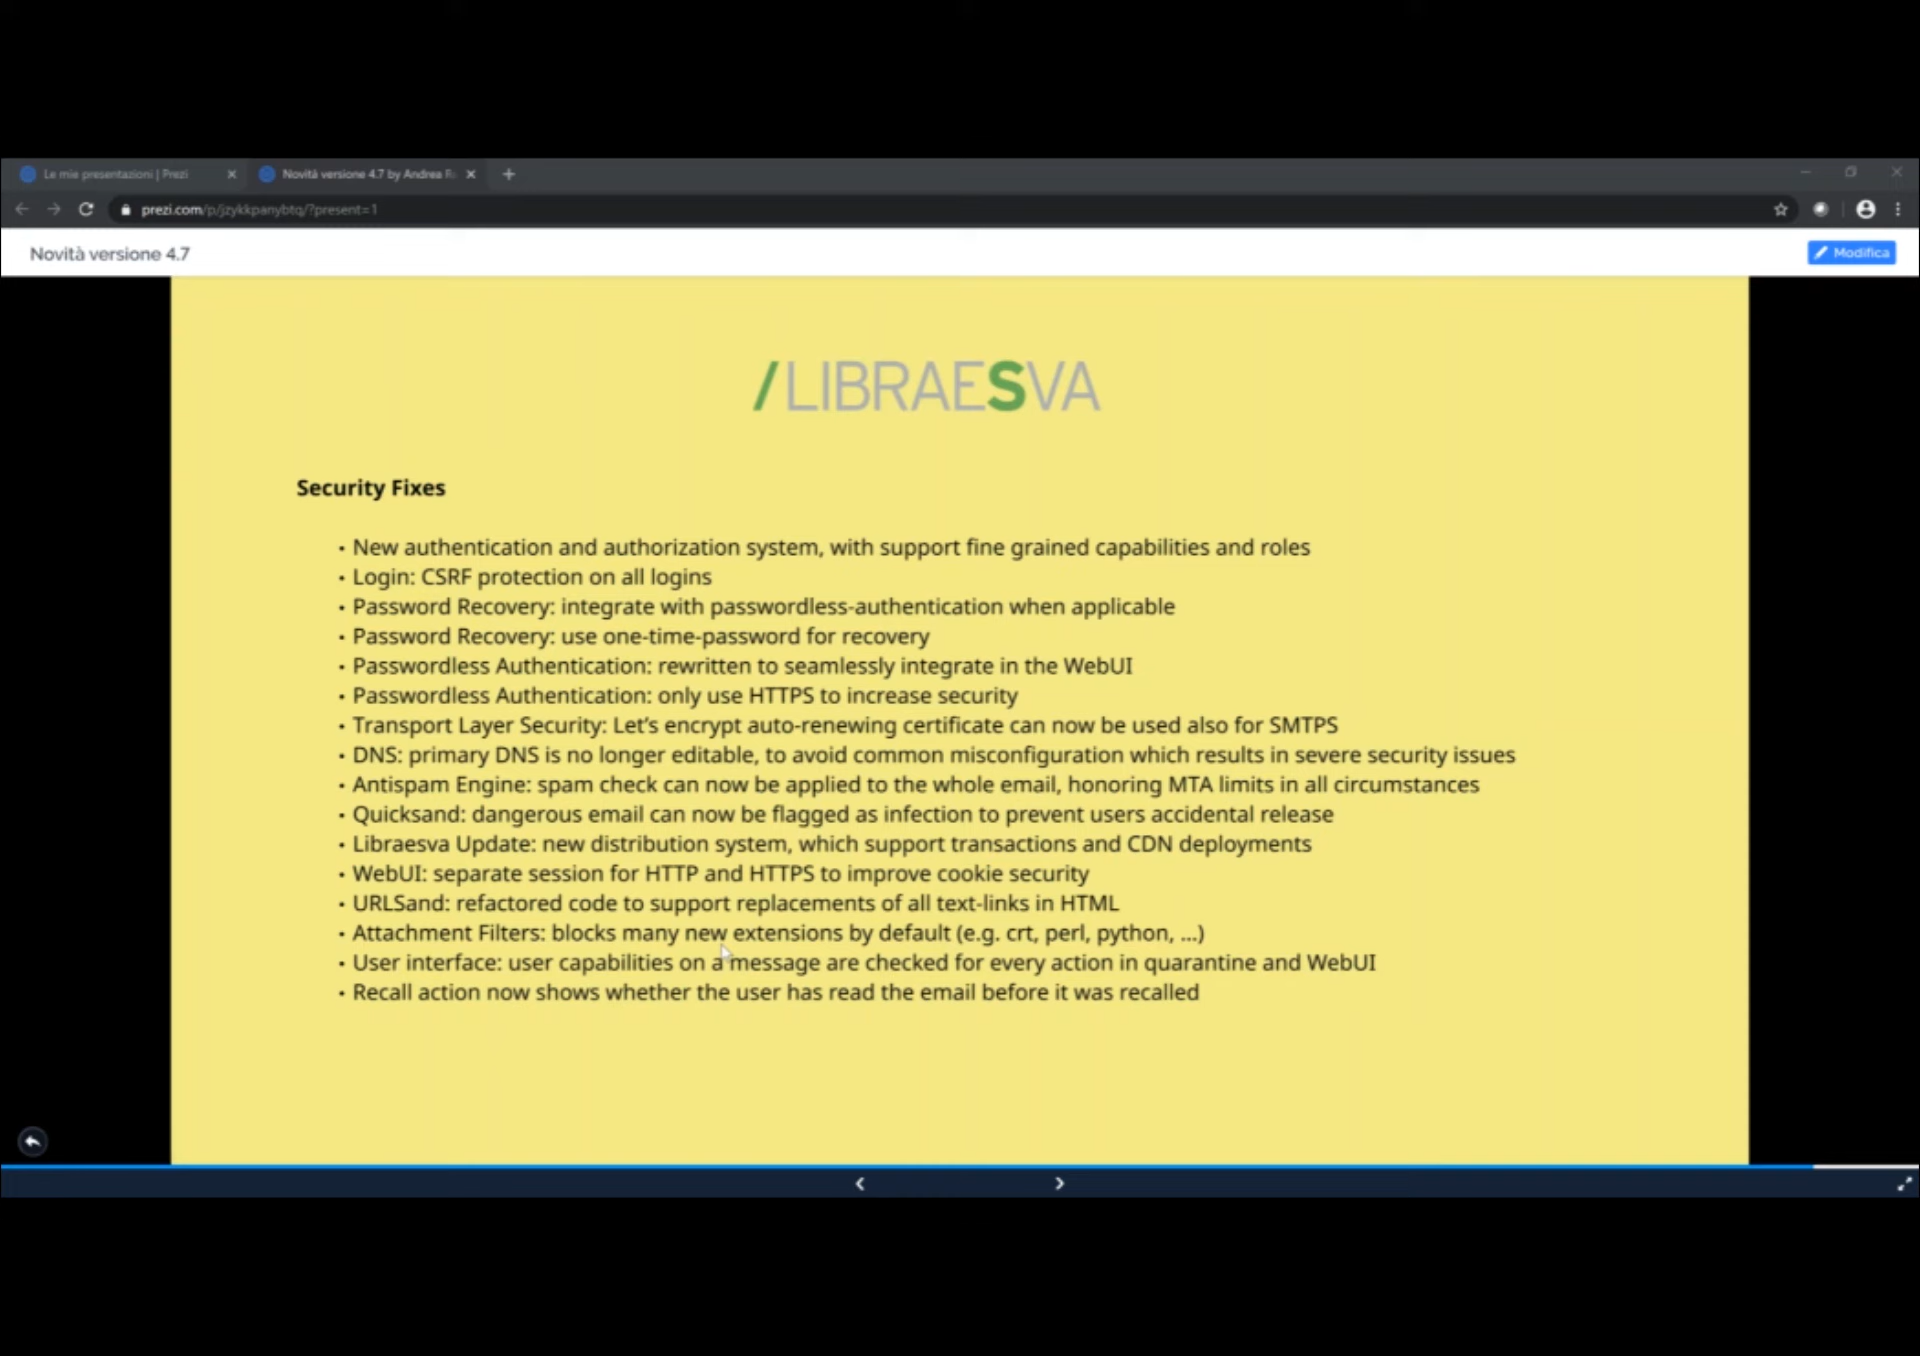 Le mie presentazioni | Prezi
Novità versione 4.7 by Andrea
prezi.com/p/jzykkpanybtq/?present=1
Novità versione 4.7
Modifica
/LIBRAESVA
Security Fixes
• New authentication and authorization system, with support fine grained capabilities and roles
• Login: CSRF protection on all logins
• Password Recovery: integrate with passwordless-authentication when applicable
• Password Recovery: use one-time-password for recovery
• Passwordless Authentication: rewritten to seamlessly integrate in the WebUI
• Passwordless Authentication: only use HTTPS to increase security
• Transport Layer Security: Let's encrypt auto-renewing certificate can now be used also for SMTPS
• DNS: primary DNS is no longer editable, to avoid common misconfiguration which results in severe security issues
• Antispam Engine: spam check can now be applied to the whole email, honoring MTA limits in all circumstances
• Quicksand: dangerous email can now be flagged as infection to prevent users accidental release
• Libraesva Update: new distribution system, which support transactions and CDN deployments
• WebUI: separate session for HTTP and HTTPS to improve cookie security
• URLSand: refactored code to support replacements of all text-links in HTML
• Attachment Filters: blocks many new extensions by default (e.g. crt, perl, python, ...)
• User interface: user capabilities on a message are checked for every action in quarantine and WebUI
• Recall action now shows whether the user has read the email before it was recalled